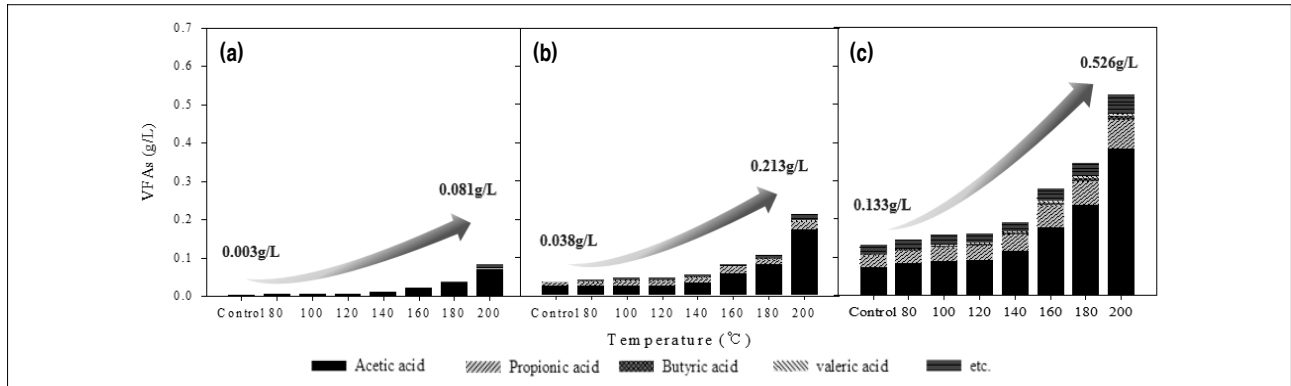 (a) (b) (c)
VFAs (g/L)
0.7
0.6
0.5
0.4
0.3
0.2
0.1
0.0
0.003g/L
0.081g/L
0.038g/L
0.213g/L
0.133g/L
0.526g/L
Control 80 100 120 140 160 180 200
Control 80 100 120 140 160 180 200
Control 80 100 120 140 160 180 200
Temperature (℃)
Acetic acid Propionic acid Butyric acid valeric acid etc.